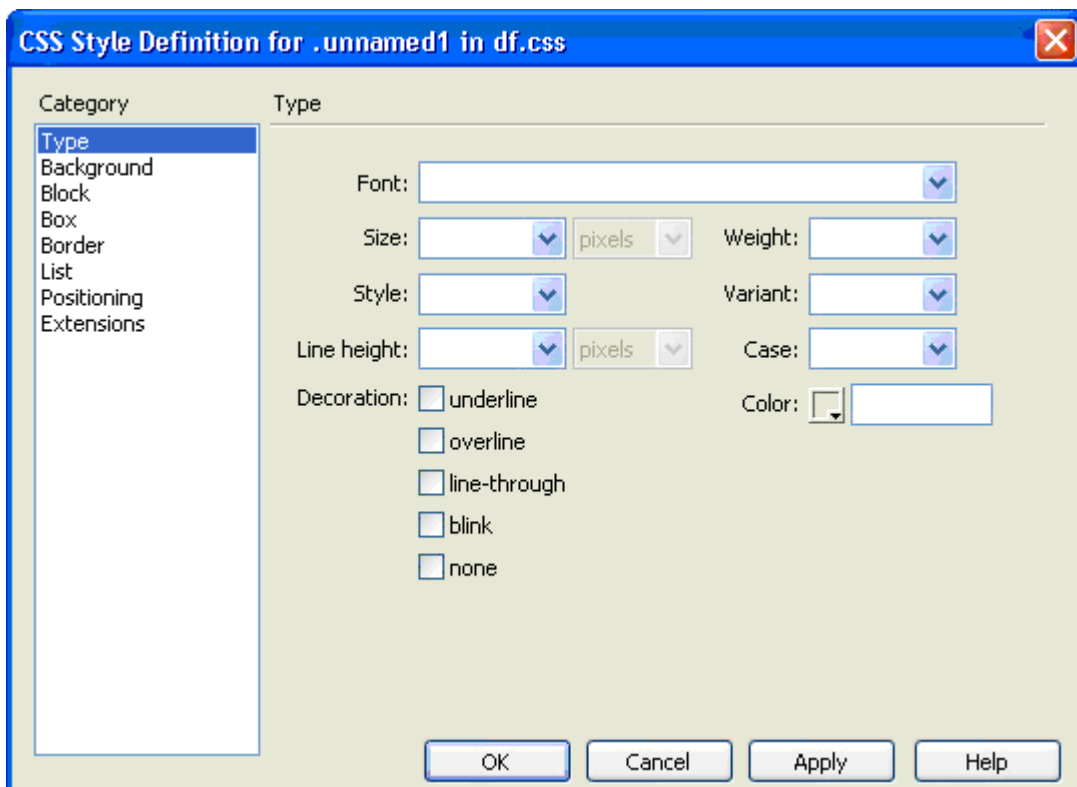 CSS Style Definition for .unnamed1 in df.css
Category
Type
Type
Background
Block
Box
Border
List
Positioning
Extensions
Font:
Size: pixels Weight:
Style: Variant:
Line height: pixels Case:
Decoration: underline Color:
overline
line-through
blink
none
OK Cancel Apply Help